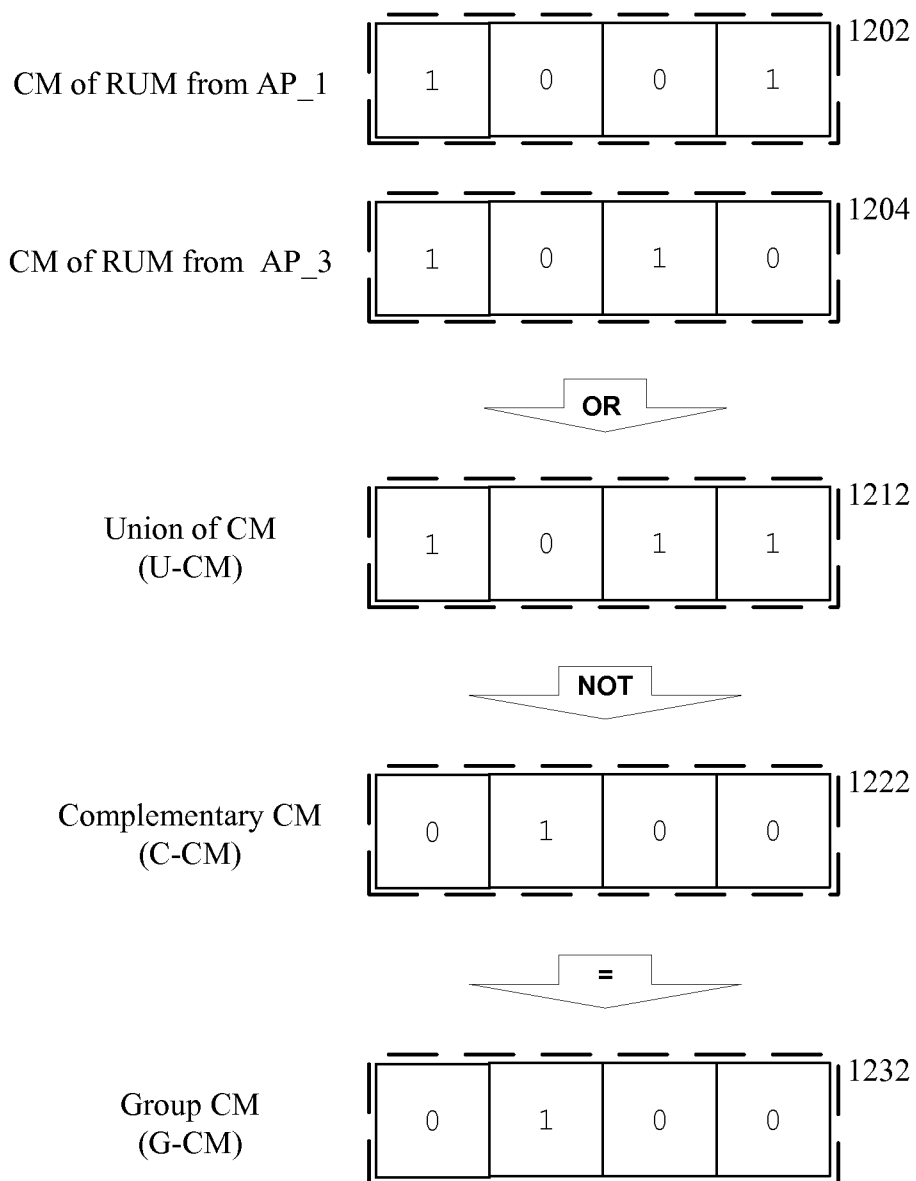 1202
CM of RUM from AP_1
1 0 0 1
1204
CM of RUM from AP_3
1 0 1 0
OR
1212
Union of CM
(U-CM)
1 0 1 1
NOT
1222
Complementary CM
(C-CM)
0 1 0 0
=
1232
Group CM
(G-CM)
0 1 0 0